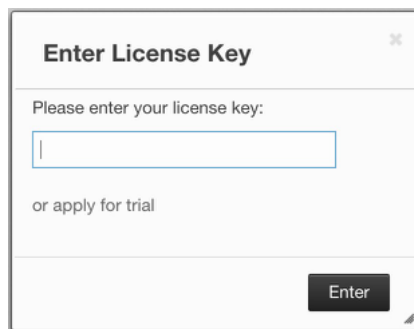 Enter License Key
Please enter your license key:
or apply for trial
Enter